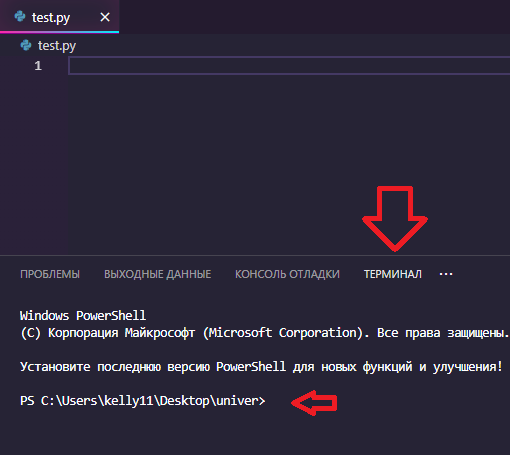 test.py
test.py
1
ПРОБЛЕМЫ ВЫХОДНЫЕ ДАННЫЕ КОНСОЛЬ ОТЛАДКИ ТЕРМИНАЛ ...
Windows PowerShell
(C) Корпорация Майкрософт (Microsoft Corporation). Все права защищены.
Установите последнюю версию PowerShell для новых функций и улучшения!
PS C:\Users\kelly11\Desktop\univer>